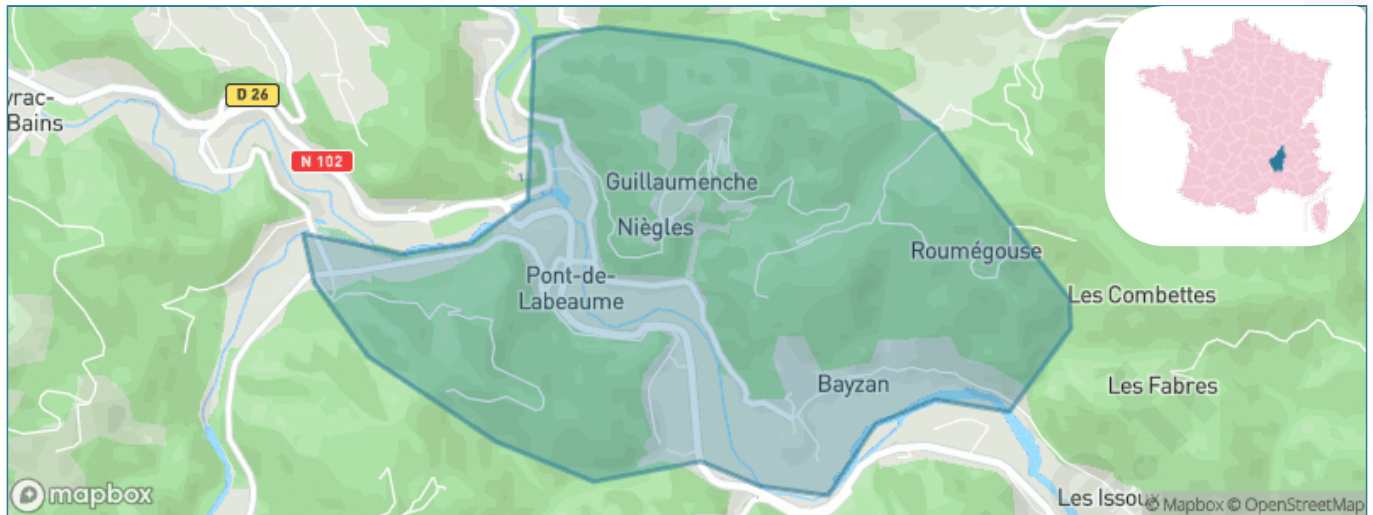 D 26
yrac-
Bains
N 102
Guillaumenche
Niègles
Roumégouse
Pont-de-
Labeaume
Les Combettes
Bayzan
Les Fabres
mapbox
Les Issoux
© Mapbox © OpenStreetMap